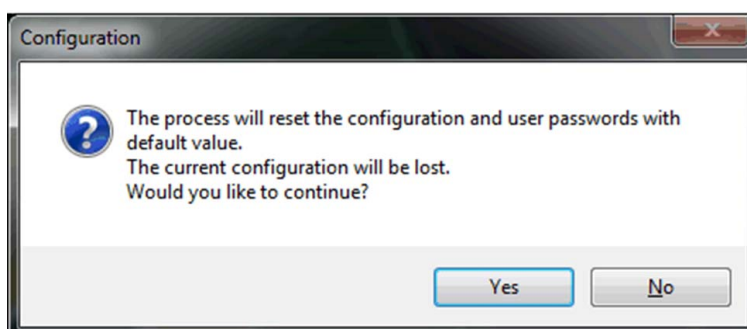 Configuration
The process will reset the configuration and user passwords with
default value.
The current configuration will be lost.
Would you like to continue?
Yes
No